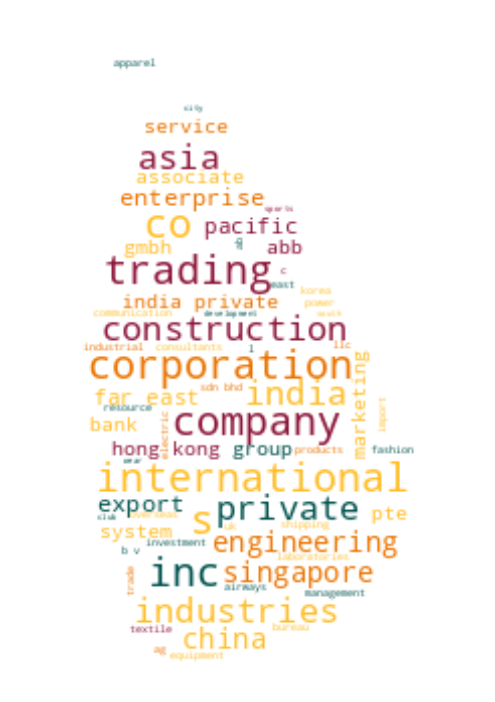 apparel
city
service
asia
associate
enterprise
sports
co pacific
gmbh abb
trading c
east
korea
india private power
communication development south
construction
industrial consultants l llc
corporation
marketing
sdn bhd
far east india
resource
import
company
bank
electric
hong kong group products fashion
wear
international
export private
s pte
club overseas
uk shipping
system engineering
b v investment
laboratories
inc singapore
trade
airways management
industries
textile bureau
china
ag equipment